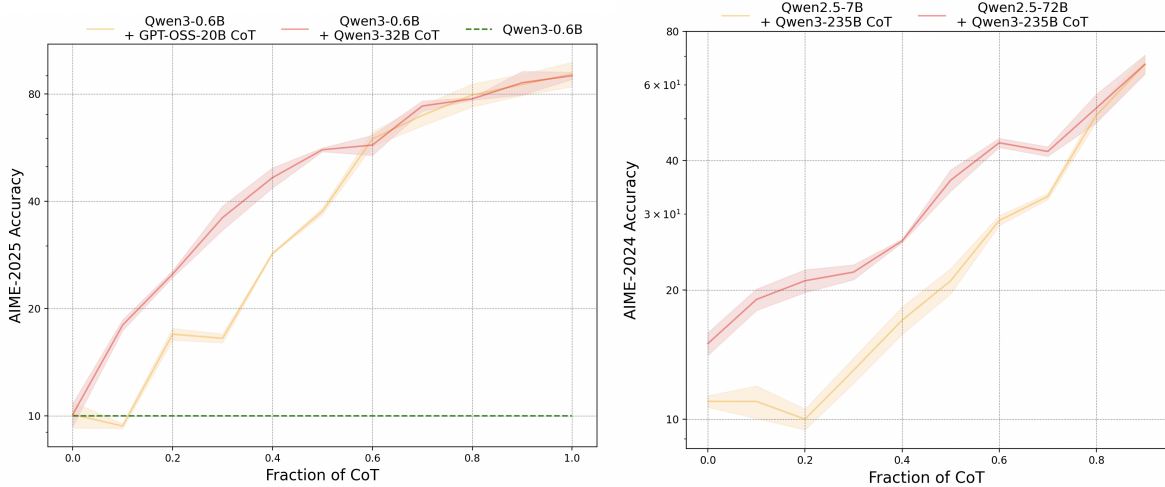 Qwen3-0.6B
+ GPT-OSS-20B CoT
Qwen3-0.6B
+ Qwen3-32B CoT
Qwen3-0.6B
AIME-2025 Accuracy
80
40
20
10
0.0 0.2 0.4 0.6 0.8 1.0
Fraction of CoT
Qwen2.5-7B
+ Qwen3-235B CoT
Qwen2.5-72B
+ Qwen3-235B CoT
AIME-2024 Accuracy
80
6 × 10¹
40
3 × 10¹
20
10
0.0 0.2 0.4 0.6 0.8
Fraction of CoT